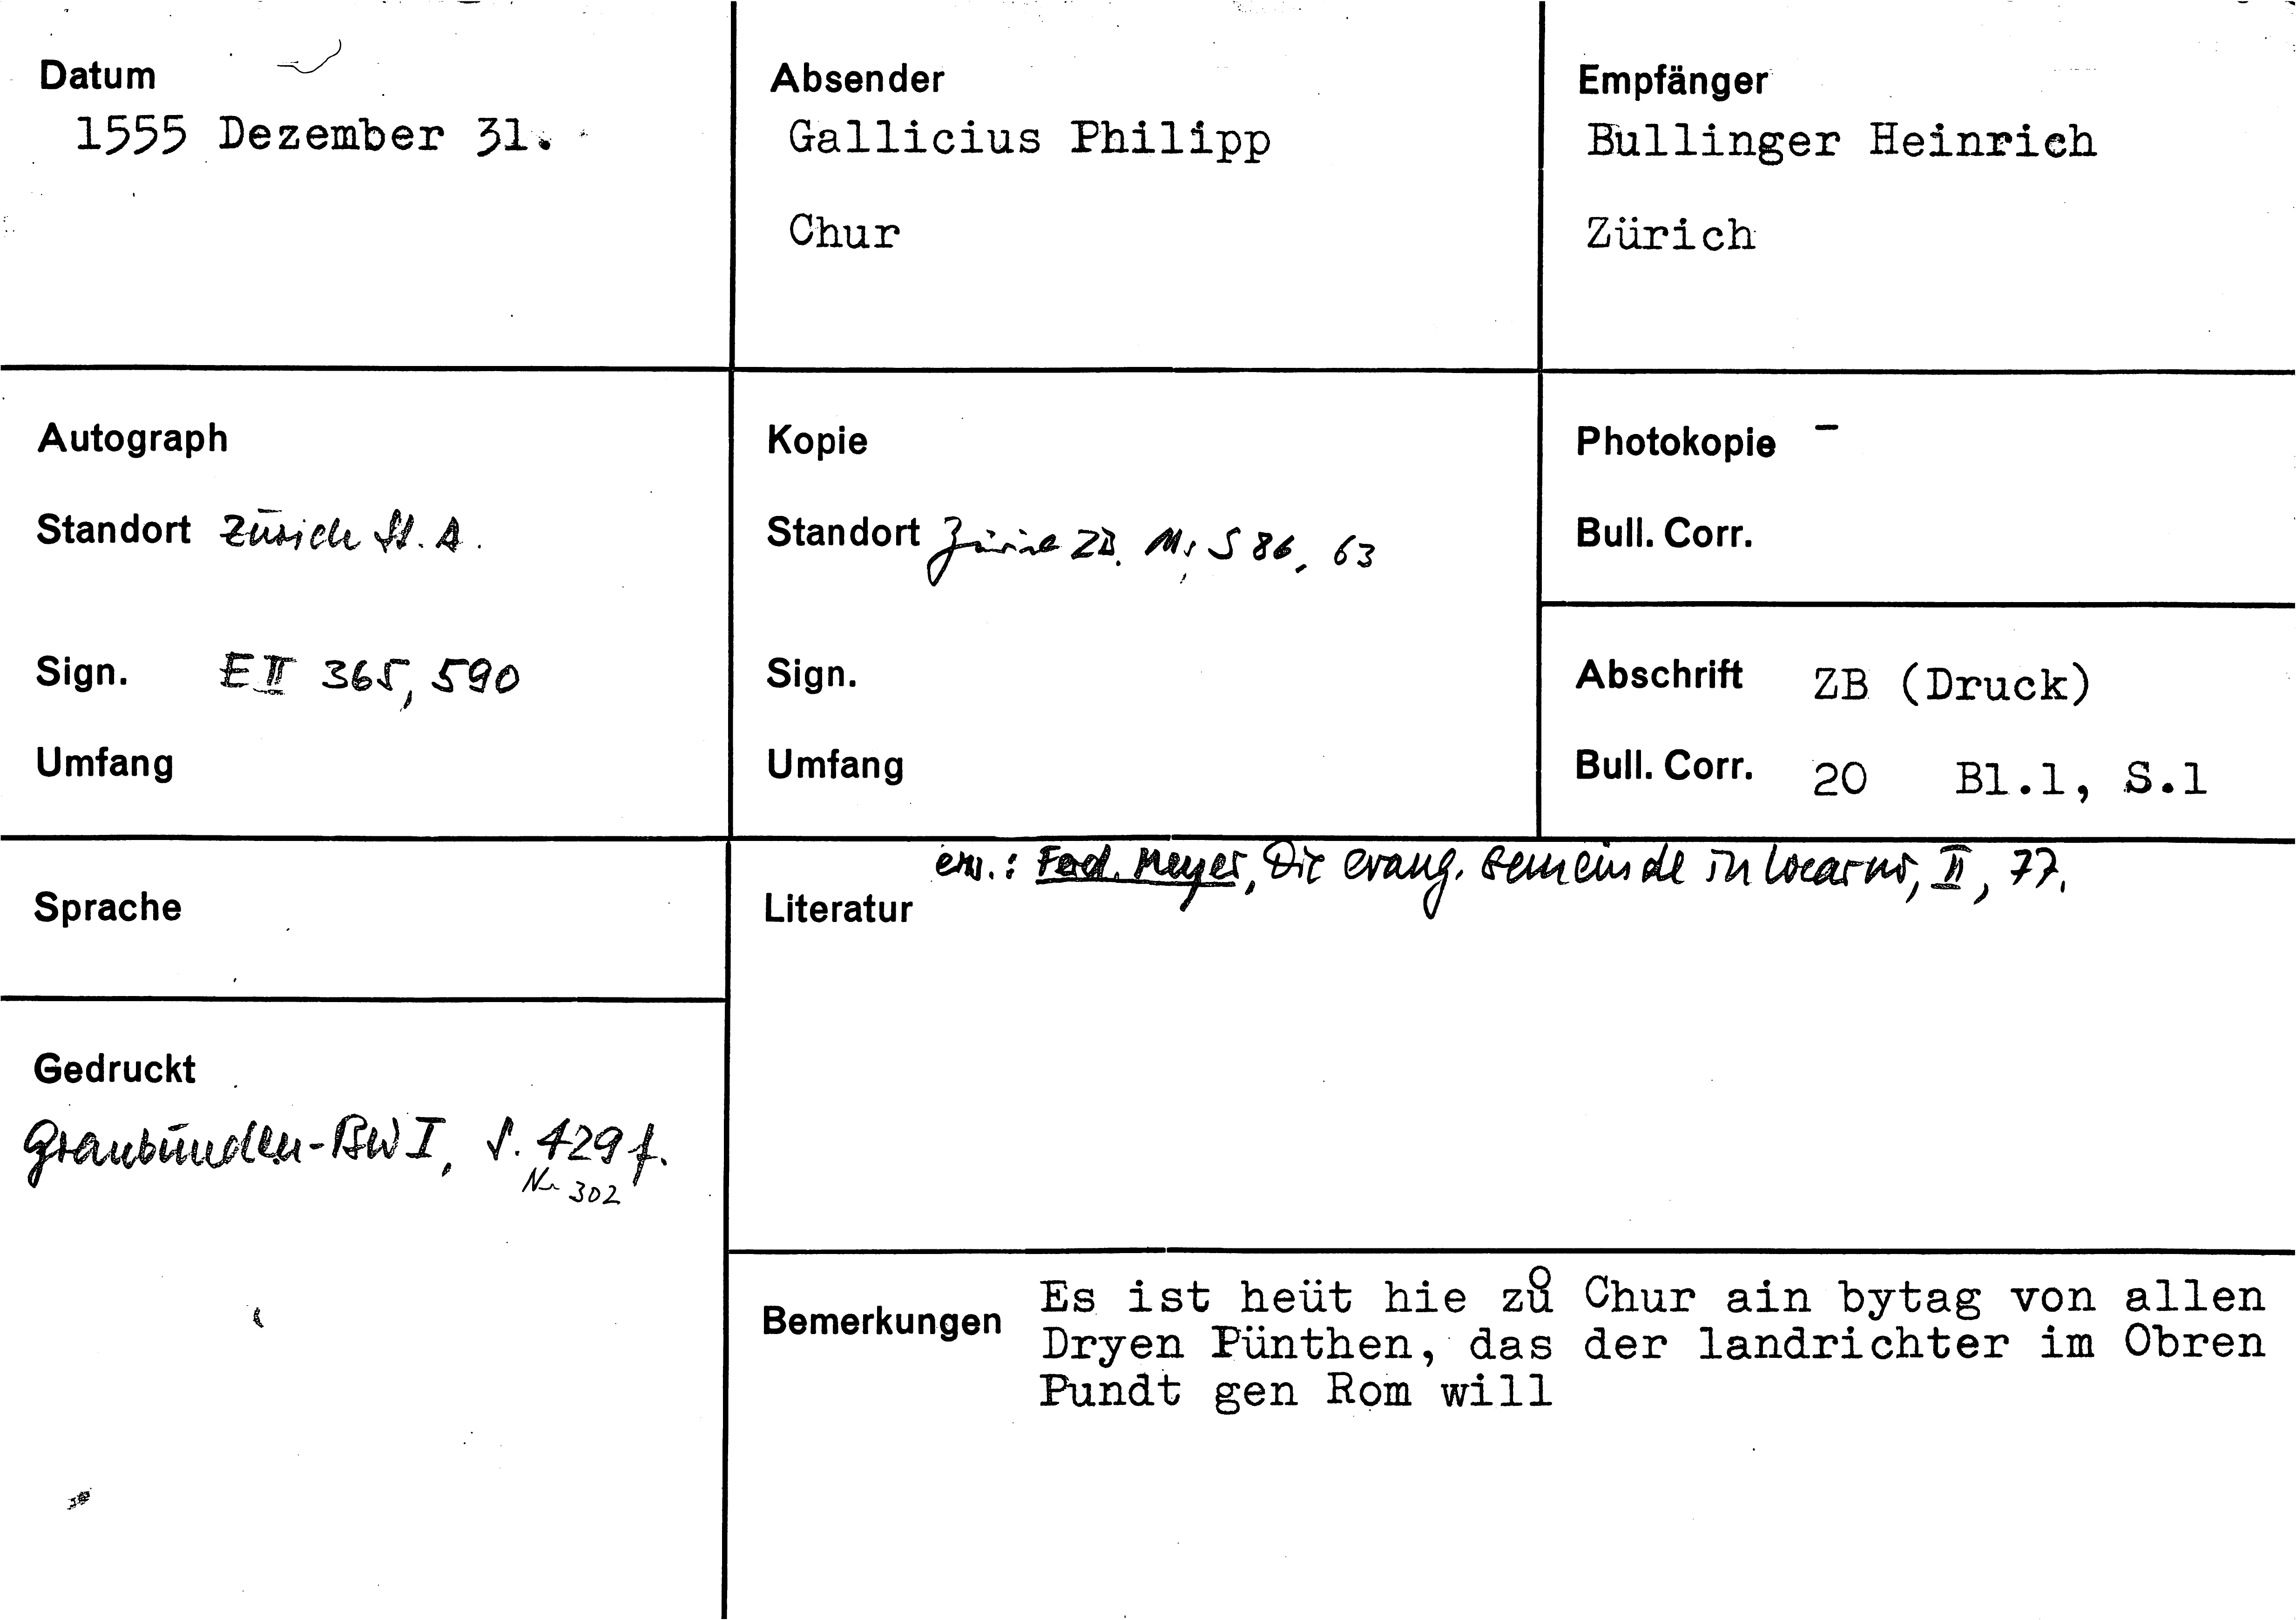 Datum
1555 Dezember 31.
Absender
Gallicius Philipp
Chur
Empfänger
Bullinger Heinrich
Zürich
Autograph
Standort Zürich St. A.
Sign. E II 365, 590
Umfang
Kopie
Standort Zürich ZB. Ms S 86, 63
Sign.
Umfang
Photokopie -
Bull. Corr.
Abschrift ZB (Druck)
Bull. Corr. 20 Bl.1, S.1
Sprache
Gedruckt
Graubünden-BW I, S. 429 f.
Nr 302
erw.: Ferd. Meyer, Die evang. Gemeinde in Locarno, II, 77.
Literatur
Bemerkungen
Es ist heüt hie zů Chur ain bytag von allen
Dryen Pünthen, das der landrichter im Obren
Pundt gen Rom will